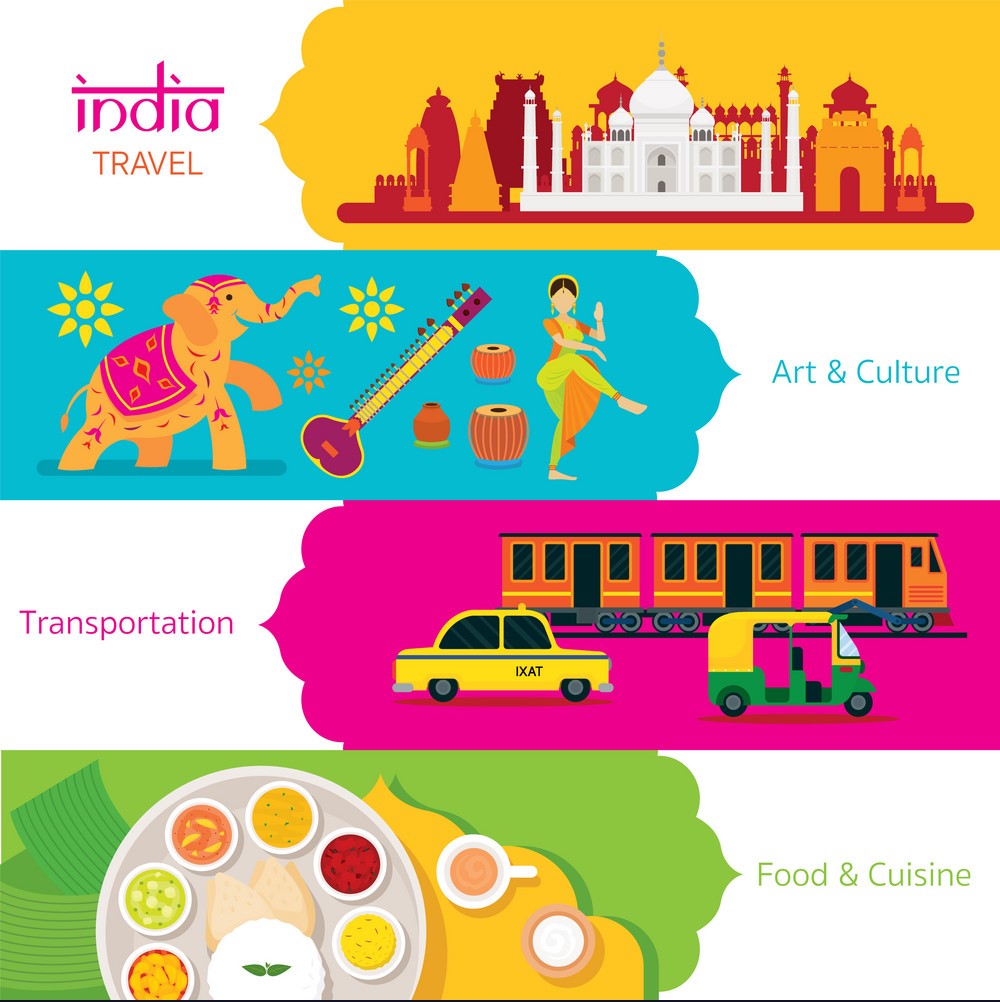 india
TRAVEL
Art & Culture
Transportation
IXAT
Food & Cuisine